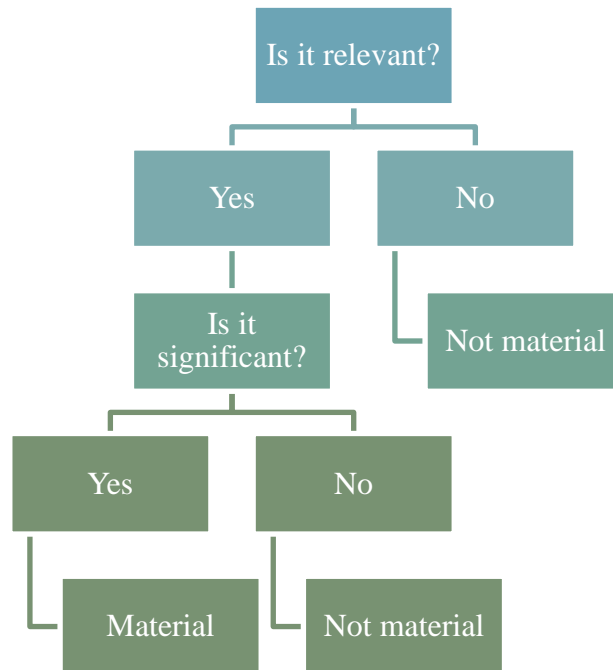 Is it relevant?
Yes
No
Is it
significant?
Not material
Yes
No
Material
Not material